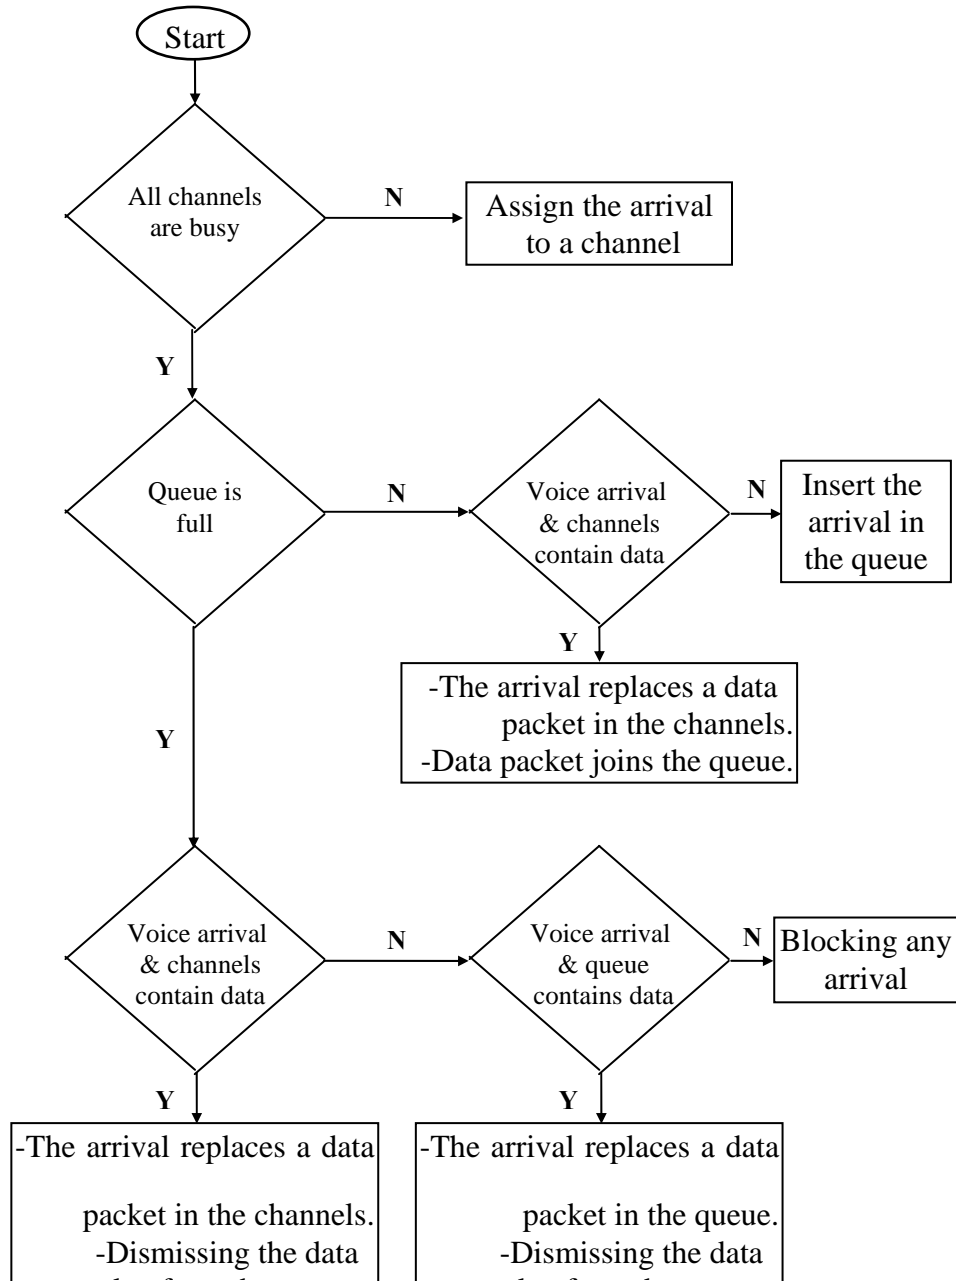 Start
All channels
are busy
N
Assign the arrival
to a channel
Y
Queue is
full
N
Voice arrival
& channels
contain data
N
Insert the
arrival in
the queue
Y
-The arrival replaces a data
packet in the channels.
-Data packet joins the queue.
Y
Voice arrival
& channels
contain data
N
Voice arrival
& queue
contains data
N
Blocking any
arrival
Y
-The arrival replaces a data
packet in the channels.
-Dismissing the data
Y
-The arrival replaces a data
packet in the queue.
-Dismissing the data